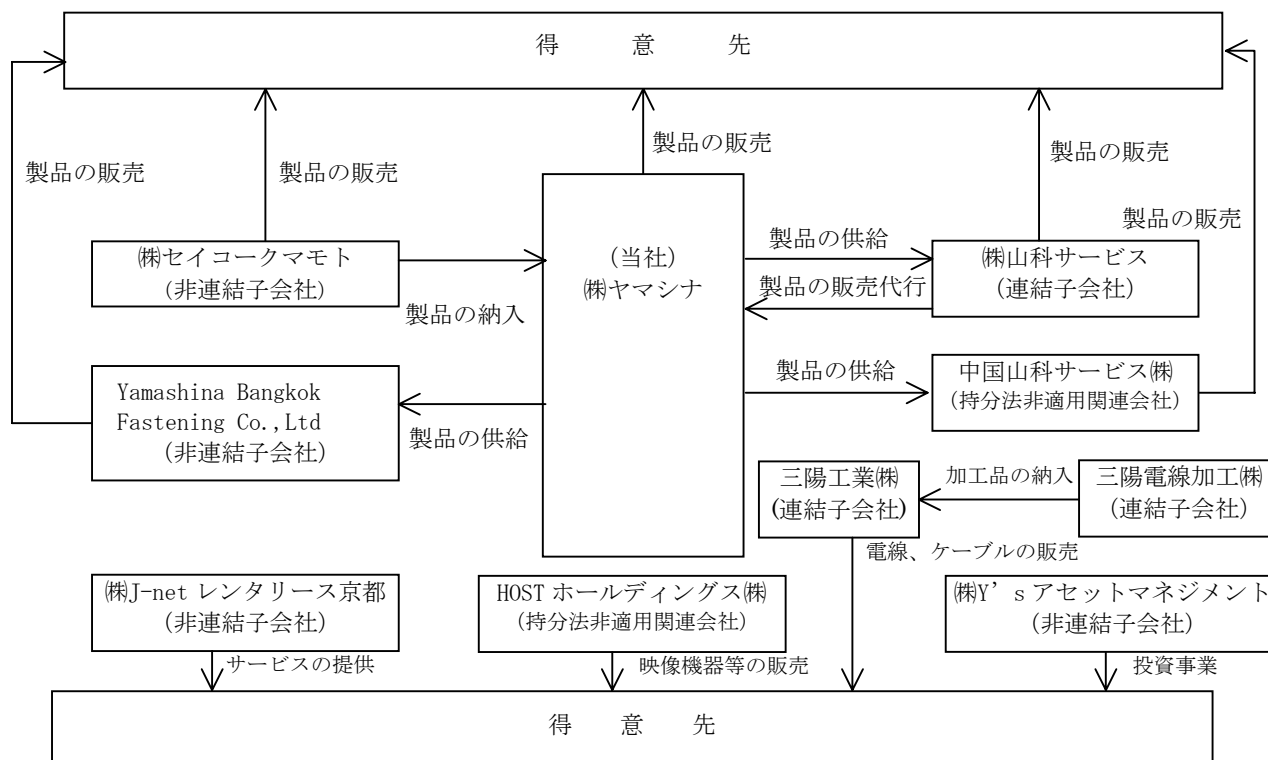 得　意　先
製品の販売
製品の販売
製品の販売
製品の販売
製品の販売
㈱セイコークマモト
(非連結子会社)
製品の納入
(当社)
㈱ヤマシナ
製品の供給
製品の販売代行
㈱山科サービス
(連結子会社)
Yamashina Bangkok
Fastening Co.,Ltd
(非連結子会社)
製品の供給
製品の供給
中国山科サービス㈱
(持分法非適用関連会社)
三陽工業㈱
(連結子会社)
加工品の納入
三陽電線加工㈱
(連結子会社)
電線、ケーブルの販売
㈱J-net レンタリース京都
(非連結子会社)
HOST ホールディングス㈱
(持分法非適用関連会社)
㈱Y’s アセットマネジメント
(非連結子会社)
サービスの提供
映像機器等の販売
投資事業
得　意　先